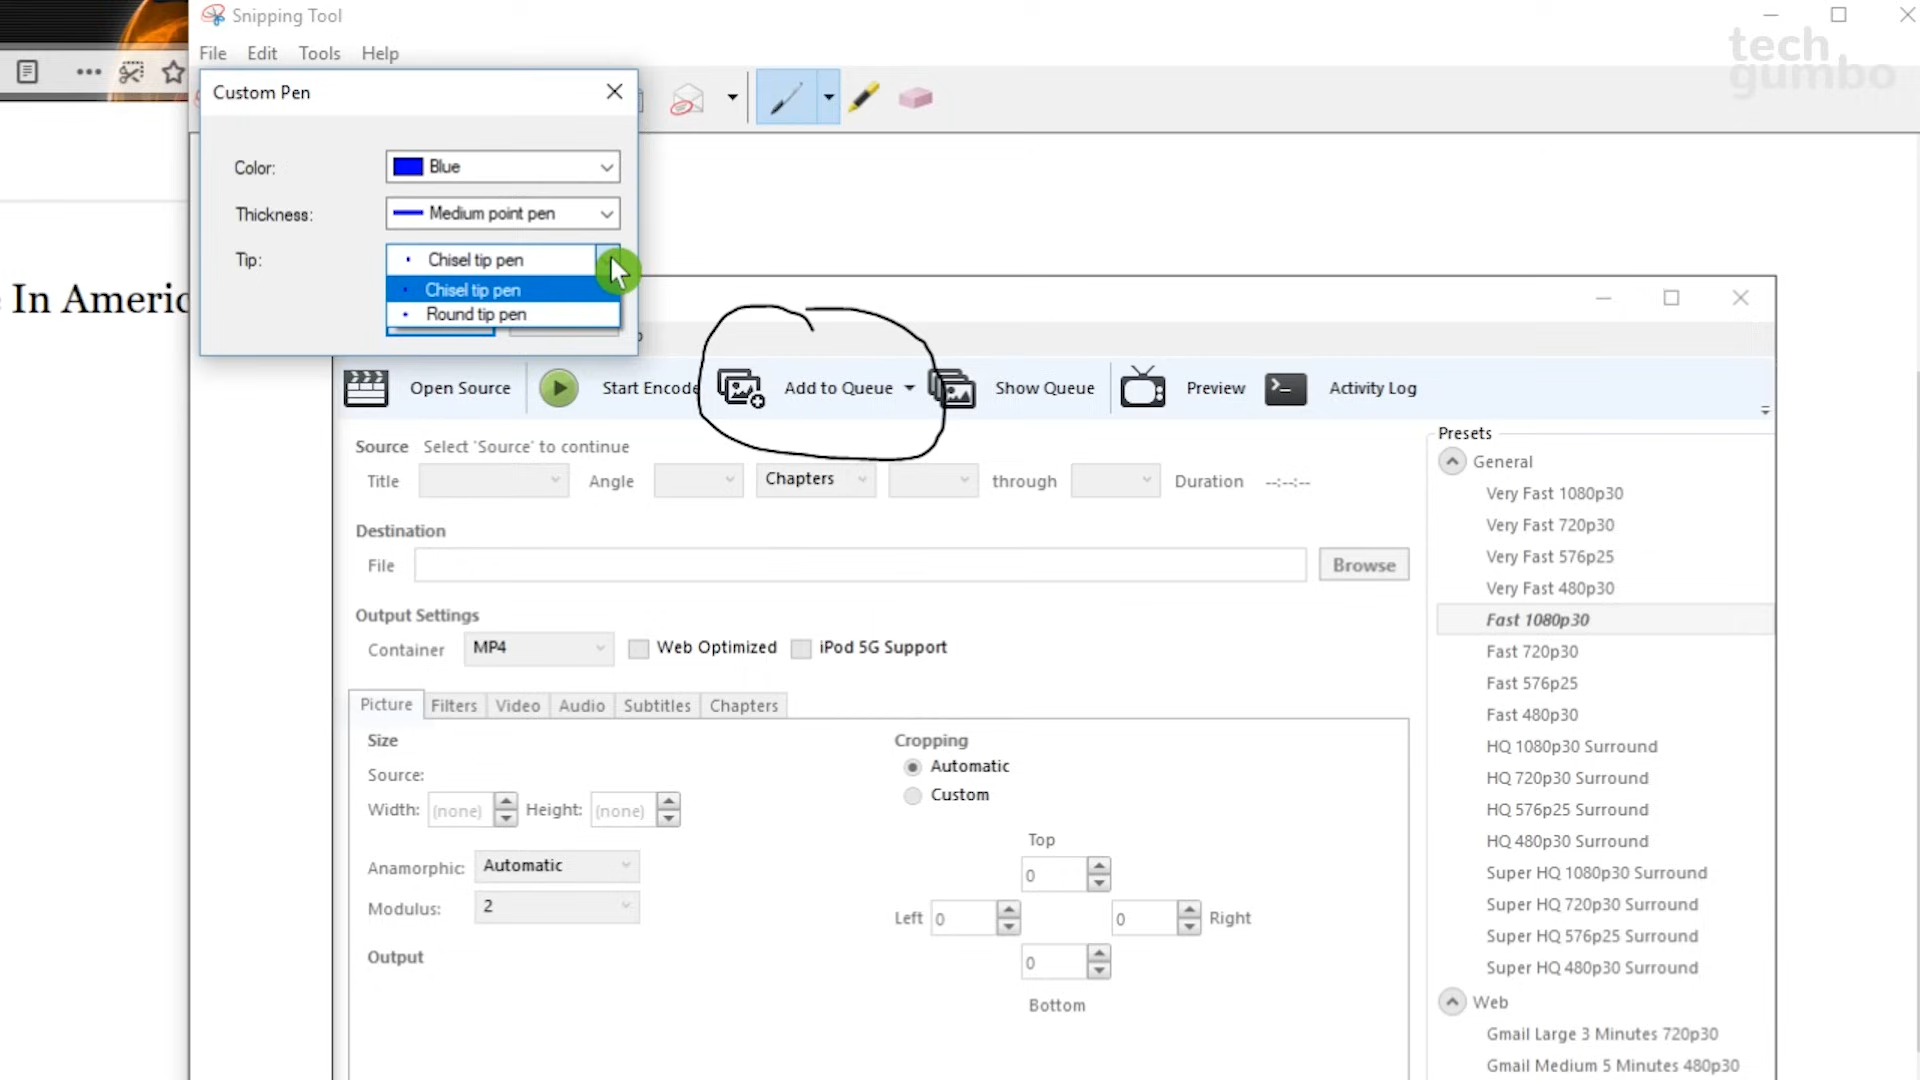 Snipping Tool
tech
gumbo
File Edit Tools Help
Custom Pen
Color: Blue
Thickness: Medium point pen
Tip: Chisel tip pen
Chisel tip pen
Round tip pen
In Americ
Open Source Start Encode Add to Queue Show Queue Preview Activity Log
Source Select 'Source' to continue
Title Angle Chapters through Duration --:--:--
Destination
File Browse
Output Settings
Container MP4 Web Optimized iPod 5G Support
Picture Filters Video Audio Subtitles Chapters
Size
Source:
Width: (none) Height: (none)
Anamorphic: Automatic
Modulus: 2
Output
Cropping
Automatic
Custom
Top
0
Left 0 0 Right
0
Bottom
Presets
General
Very Fast 1080p30
Very Fast 720p30
Very Fast 576p25
Very Fast 480p30
Fast 1080p30
Fast 720p30
Fast 576p25
Fast 480p30
HQ 1080p30 Surround
HQ 720p30 Surround
HQ 576p25 Surround
HQ 480p30 Surround
Super HQ 1080p30 Surround
Super HQ 720p30 Surround
Super HQ 576p25 Surround
Super HQ 480p30 Surround
Web
Gmail Large 3 Minutes 720p30
Gmail Medium 5 Minutes 480p30